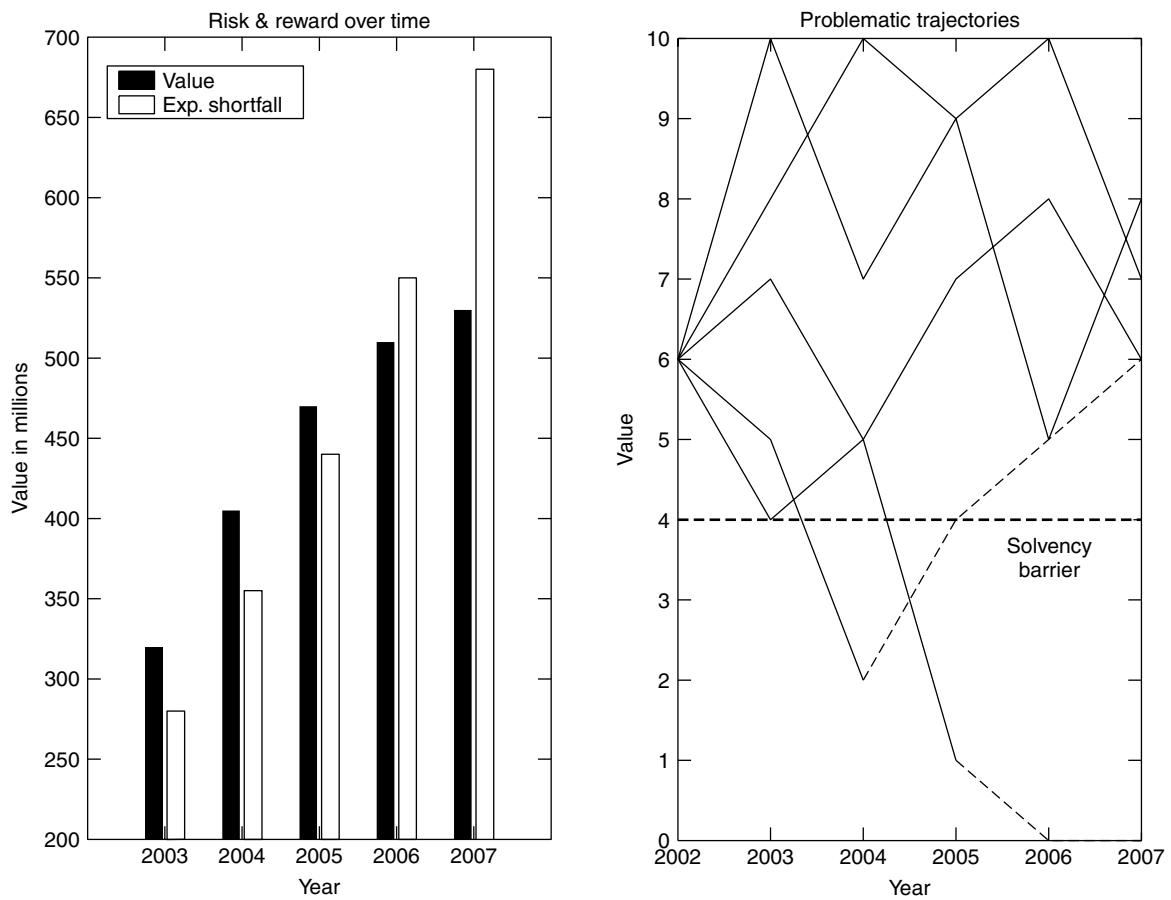 Risk & reward over time
700
650
600
550
500
450
400
350
300
250
200
Value in millions
Value
Exp. shortfall
2003 2004 2005 2006 2007
Year
Problematic trajectories
10
9
8
7
6
5
4
3
2
1
0
Value
Solvency
barrier
2002 2003 2004 2005 2006 2007
Year